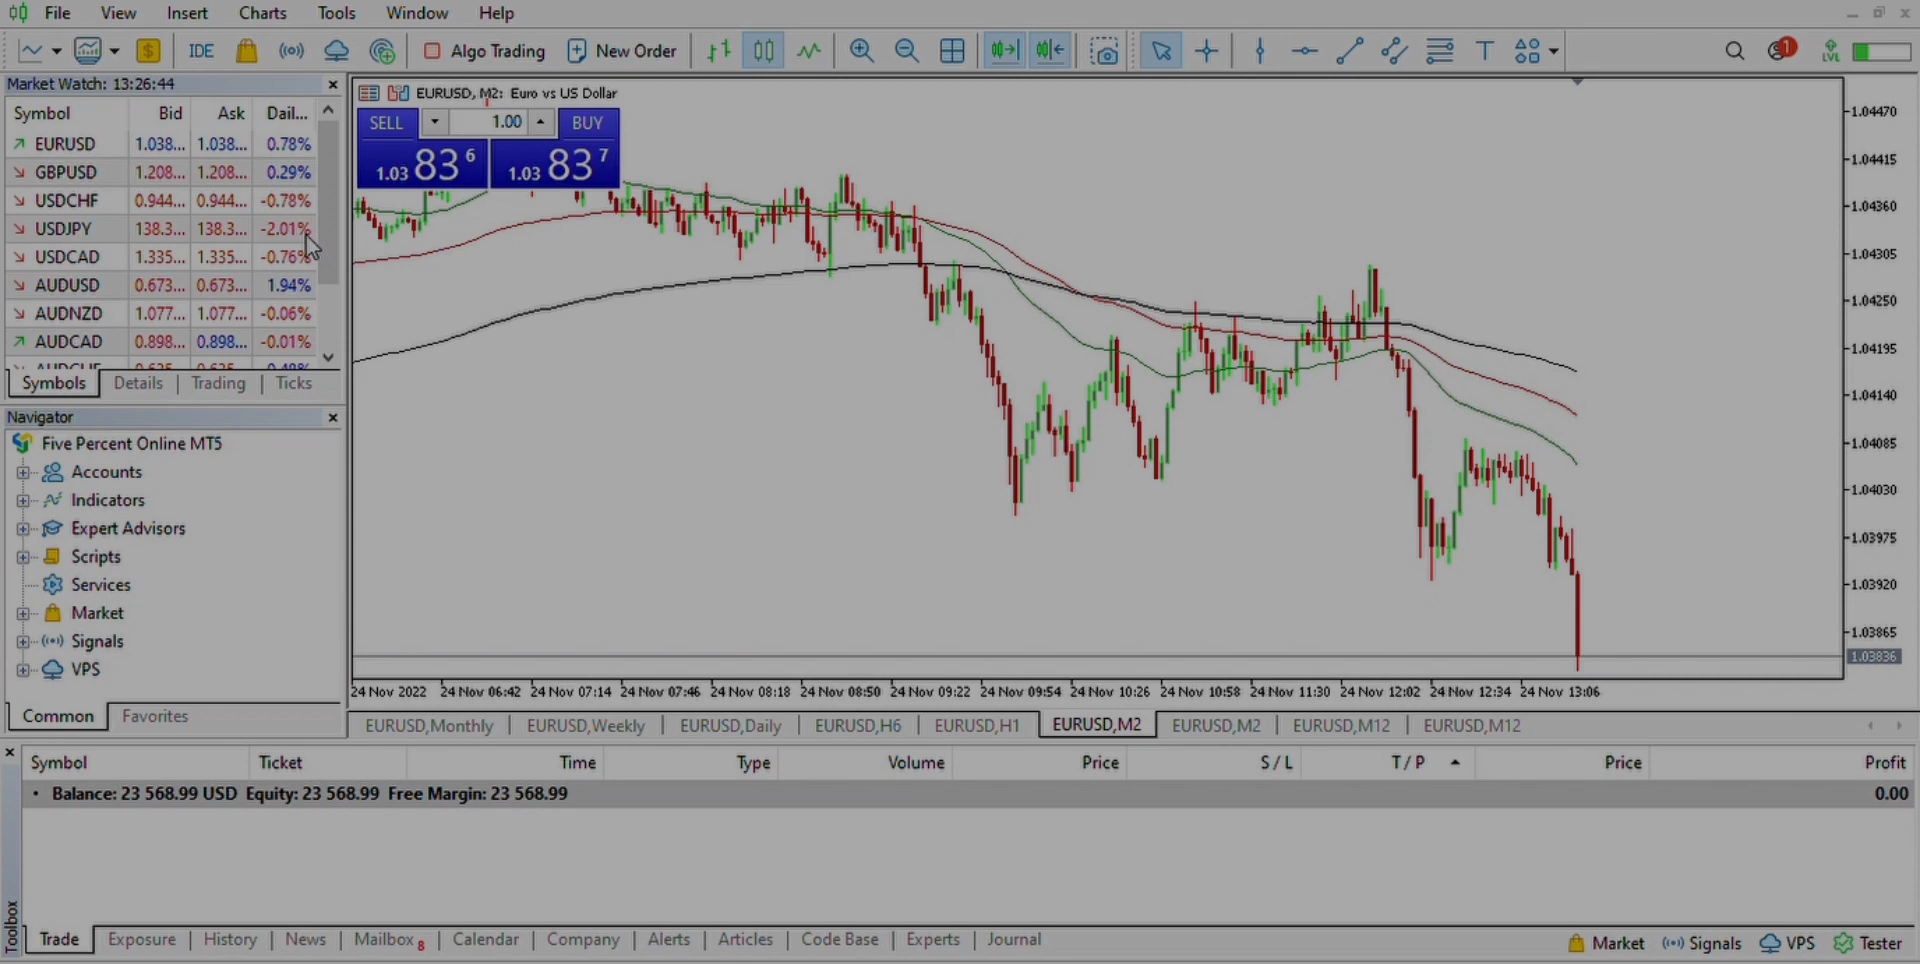 File View Insert Charts Tools Window Help
IDE Algo Trading New Order T 1 LVL
Market Watch: 13:26:44
Symbol Bid Ask Dail...
EURUSD 1.038... 1.038... 0.78%
GBPUSD 1.208... 1.208... 0.29%
USDCHF 0.944... 0.944... -0.78%
USDJPY 138.3... 138.3... -2.01%
USDCAD 1.335... 1.335... -0.76%
AUDUSD 0.673... 0.673... 1.94%
AUDNZD 1.077... 1.077... -0.06%
AUDCAD 0.898... 0.898... -0.01%
Symbols Details Trading Ticks
Navigator
Five Percent Online MT5
Accounts
Indicators
Expert Advisors
Scripts
Services
Market
Signals
VPS
Common Favorites
EURUSD, M2: Euro vs US Dollar
SELL 1.00 BUY
1.03 83 6 1.03 83 7
1.04470
1.04415
1.04360
1.04305
1.04250
1.04195
1.04140
1.04085
1.04030
1.03975
1.03920
1.03865
1.03836
24 Nov 2022 24 Nov 06:42 24 Nov 07:14 24 Nov 07:46 24 Nov 08:18 24 Nov 08:50 24 Nov 09:22 24 Nov 09:54 24 Nov 10:26 24 Nov 10:58 24 Nov 11:30 24 Nov 12:02 24 Nov 12:34 24 Nov 13:06
EURUSD,Monthly EURUSD,Weekly EURUSD,Daily EURUSD,H6 EURUSD,H1 EURUSD,M2 EURUSD,M2 EURUSD,M12 EURUSD,M12
Symbol Ticket Time Type Volume Price S / L T / P Price Profit
Balance: 23 568.99 USD Equity: 23 568.99 Free Margin: 23 568.99 0.00
Toolbox
Trade Exposure History News Mailbox 8 Calendar Company Alerts Articles Code Base Experts Journal
Market Signals VPS Tester